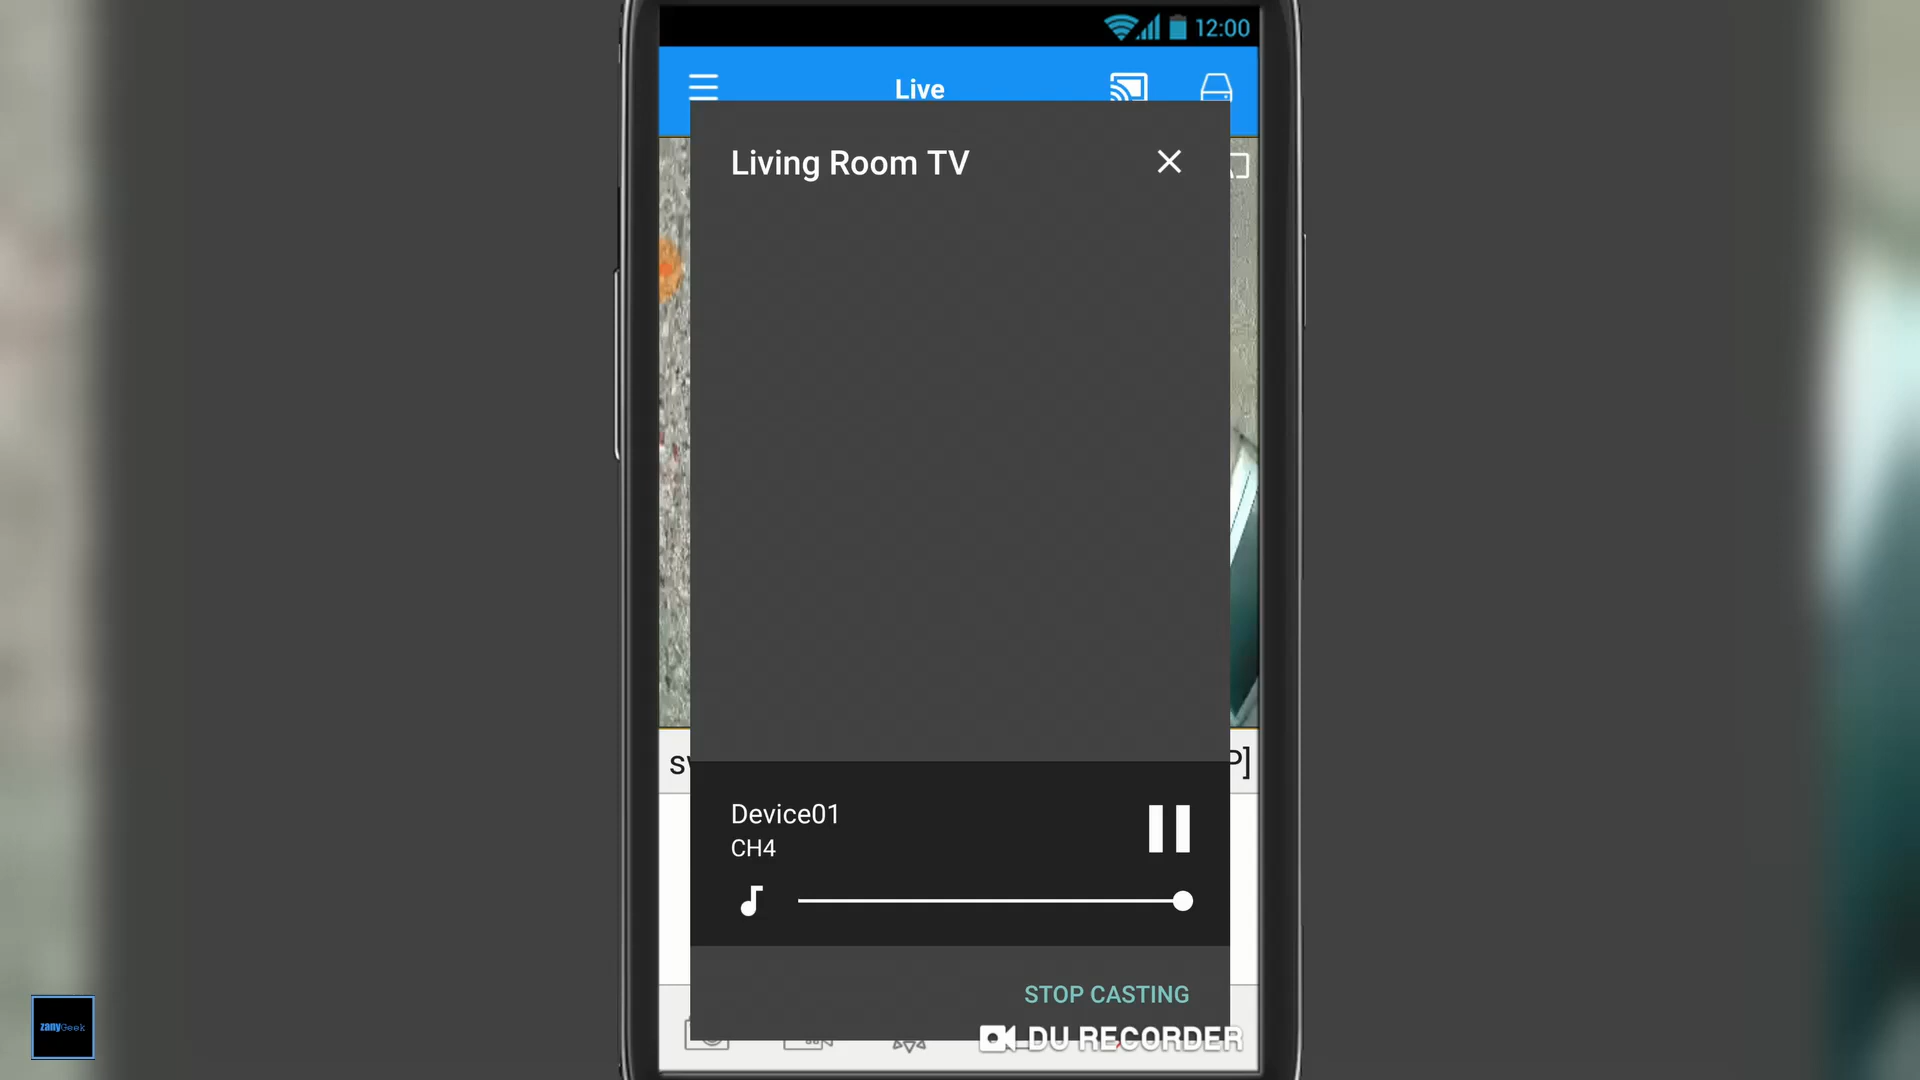 12:00
Live
Living Room TV
P]
Device01
CH4
STOP CASTING
DU RECORDER
zanyGeek